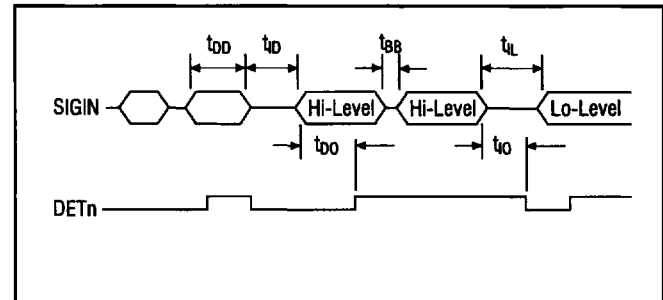 tDD tID tBB tIL
SIGIN Hi-Level Hi-Level Lo-Level
tDO tIO
DETn